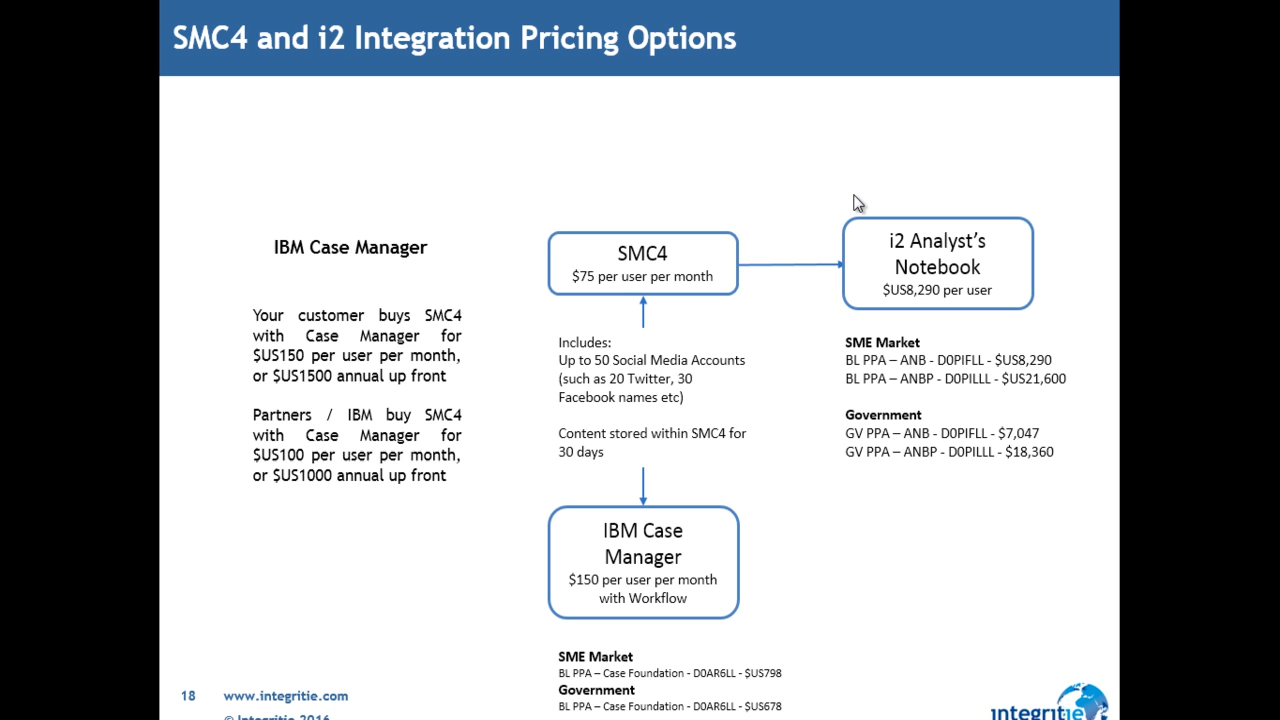 SMC4 and i2 Integration Pricing Options
IBM Case Manager
Your customer buys SMC4
with Case Manager for
$US150 per user per month,
or $US1500 annual up front
Partners / IBM buy SMC4
with Case Manager for
$US100 per user per month,
or $US1000 annual up front
SMC4
$75 per user per month
Includes:
Up to 50 Social Media Accounts
(such as 20 Twitter, 30
Facebook names etc)
Content stored within SMC4 for
30 days
IBM Case
Manager
$150 per user per month
with Workflow
SME Market
BL PPA – Case Foundation - D0AR6LL - $US798
Government
BL PPA – Case Foundation - D0AR6LL - $US678
i2 Analyst's
Notebook
$US8,290 per user
SME Market
BL PPA – ANB - D0PIFLL - $US8,290
BL PPA – ANBP - D0PILLL - $US21,600
Government
GV PPA – ANB - D0PIFLL - $7,047
GV PPA – ANBP - D0PILLL - $18,360
18 www.integritie.com
© Integritie 2016
integritie